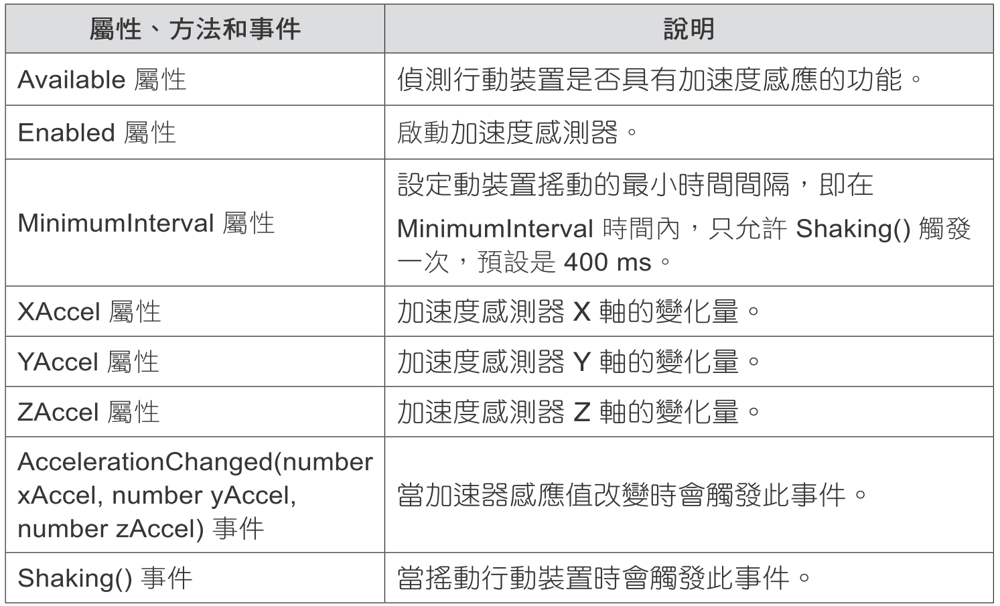 屬性、方法和事件
說明
Available 屬性
偵測行動裝置是否具有加速度感應的功能。
Enabled 屬性
啟動加速度感測器。
MinimumInterval 屬性
設定動裝置搖動的最小時間間隔，即在
MinimumInterval 時間內，只允許 Shaking() 觸發
一次，預設是 400 ms。
XAccel 屬性
加速度感測器 X 軸的變化量。
YAccel 屬性
加速度感測器 Y 軸的變化量。
ZAccel 屬性
加速度感測器 Z 軸的變化量。
AccelerationChanged(number
xAccel, number yAccel,
number zAccel) 事件
當加速器感應值改變時會觸發此事件。
Shaking() 事件
當搖動行動裝置時會觸發此事件。